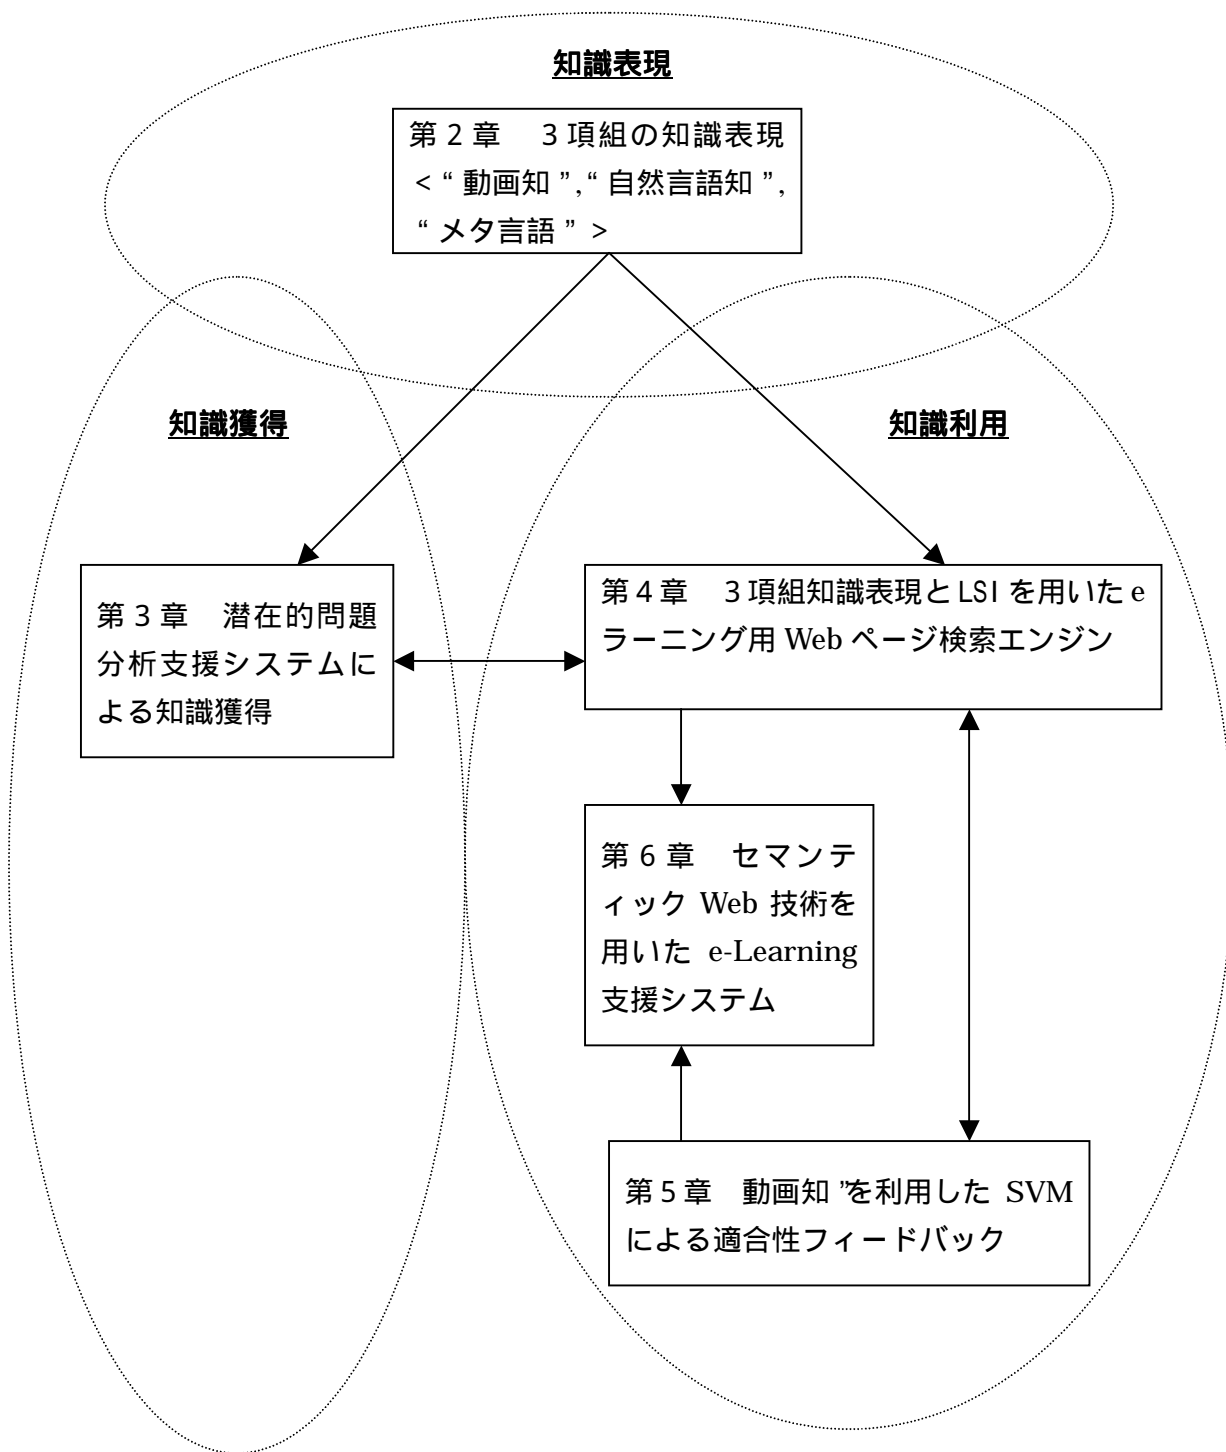 知識表現
第2章　3項組の知識表現
<“動画知”,“自然言語知”,
“メタ言語”>
知識獲得
知識利用
第3章　潜在的問題
分析支援システムに
よる知識獲得
第4章　3項組知識表現とLSIを用いたe
ラーニング用 Web ページ検索エンジン
第6章　セマンテ
ィック Web 技術を
用いた e-Learning
支援システム
第5章　動画知”を利用した SVM
による適合性フィードバック